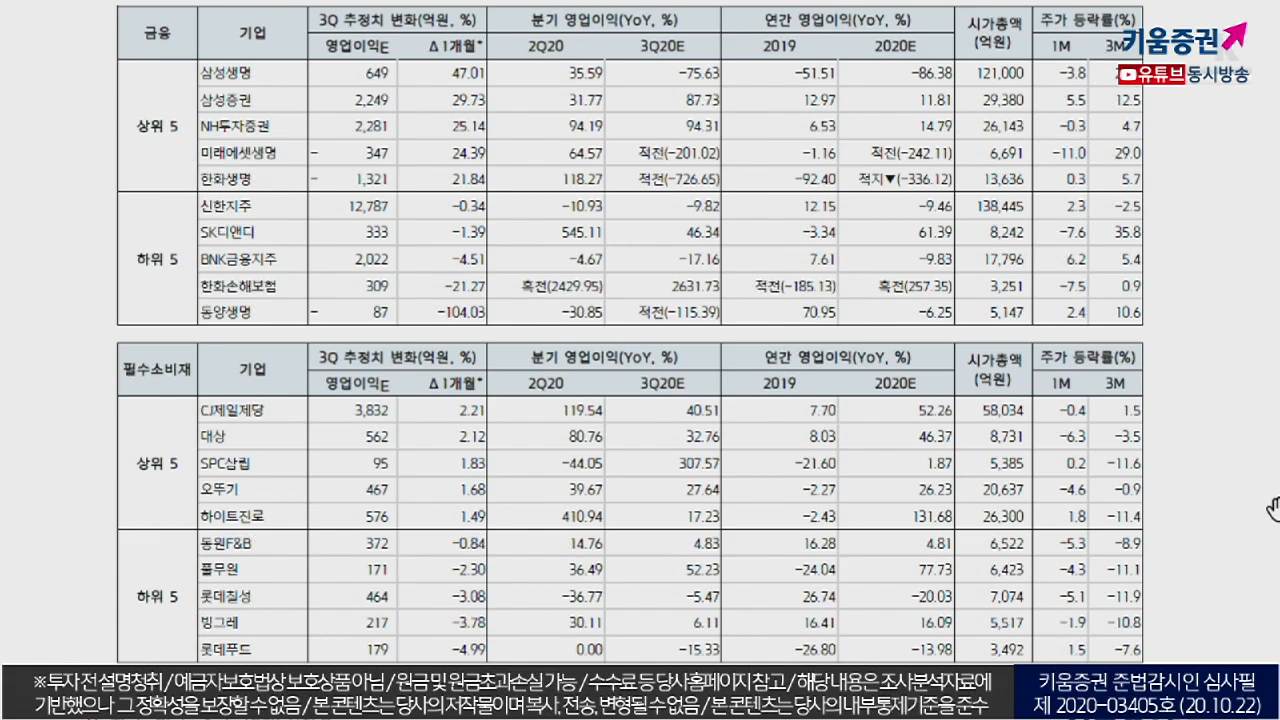 금융 기업 3Q 추정치 변화(억원, %) 분기 영업이익(YoY, %) 연간 영업이익(YoY, %) 시가총액 (억원) 주가 등락률(%)
영업이익E Δ 1개월* 2Q20 3Q20E 2019 2020E 1M 3M
키움증권
유튜브 동시방송
상위 5
삼성생명 649 47.01 35.59 -75.63 -51.51 -86.38 121,000 -3.8
삼성증권 2,249 29.73 31.77 87.73 12.97 11.81 29,380 5.5 12.5
NH투자증권 2,281 25.14 94.19 94.31 6.53 14.79 26,143 -0.3 4.7
미래에셋생명 - 347 24.39 64.57 적전(-201.02) -1.16 적전(-242.11) 6,691 -11.0 29.0
한화생명 - 1,321 21.84 118.27 적전(-726.65) -92.40 적지▼(-336.12) 13,636 0.3 5.7
하위 5
신한지주 12,787 -0.34 -10.93 -9.82 12.15 -9.46 138,445 2.3 -2.5
SK디앤디 333 -1.39 545.11 46.34 -3.34 61.39 8,242 -7.6 35.8
BNK금융지주 2,022 -4.51 -4.67 -17.16 7.61 -9.83 17,796 6.2 5.4
한화손해보험 309 -21.27 흑전(2429.95) 2631.73 적전(-185.13) 흑전(257.35) 3,251 -7.5 0.9
동양생명 - 87 -104.03 -30.85 적전(-115.39) 70.95 -6.25 5,147 2.4 10.6
필수소비재 기업 3Q 추정치 변화(억원, %) 분기 영업이익(YoY, %) 연간 영업이익(YoY, %) 시가총액 (억원) 주가 등락률(%)
영업이익E Δ 1개월* 2Q20 3Q20E 2019 2020E 1M 3M
상위 5
CJ제일제당 3,832 2.21 119.54 40.51 7.70 52.26 58,034 -0.4 1.5
대상 562 2.12 80.76 32.76 8.03 46.37 8,731 -6.3 -3.5
SPC삼립 95 1.83 -44.05 307.57 -21.60 1.87 5,385 0.2 -11.6
오뚜기 467 1.68 39.67 27.64 -2.27 26.23 20,637 -4.6 -0.9
하이트진로 576 1.49 410.94 17.23 -2.43 131.68 26,300 1.8 -11.4
하위 5
동원F&B 372 -0.84 14.76 4.83 16.28 4.81 6,522 -5.3 -8.9
풀무원 171 -2.30 36.49 52.23 -24.04 77.73 6,423 -4.3 -11.1
롯데칠성 464 -3.08 -36.77 -5.47 26.74 -20.03 7,074 -5.1 -11.9
빙그레 217 -3.78 30.11 6.11 16.41 16.09 5,517 -1.9 -10.8
롯데푸드 179 -4.99 0.00 -15.33 -26.80 -13.98 3,492 1.5 -7.6
※ 투자 전 설명청취 / 예금자보호법상 보호상품 아님 / 원금 및 원금초과손실 가능 / 수수료 등 당사홈페이지 참고 / 해당 내용은 조사분석자료에
기반했으나 그 정확성을 보장할 수 없음 / 본 콘텐츠는 당사의 저작물이며 복사, 전송, 변형될 수 없음 / 본 콘텐츠는 당사의 내부통제기준을 준수
키움증권 준법감시인 심사필
제 2020-03405호 (20.10.22)